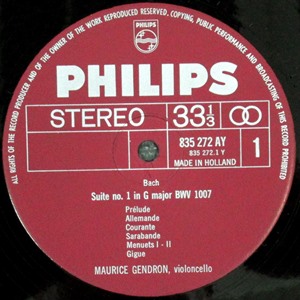 ALL RIGHTS OF THE RECORD PRODUCER AND OF THE OWNER OF THE WORK REPRODUCED RESERVED. COPYING, PUBLIC PERFORMANCE AND BROADCASTING OF THIS RECORD PROHIBITED
PHILIPS
PHILIPS
STEREO 33 1/3
835 272 AY
835 272.1 Y
MADE IN HOLLAND
1
Bach
Suite no. 1 in G major BWV 1007
Prélude
Allemande
Courante
Sarabande
Menuets I - II
Gigue
MAURICE GENDRON, violoncello